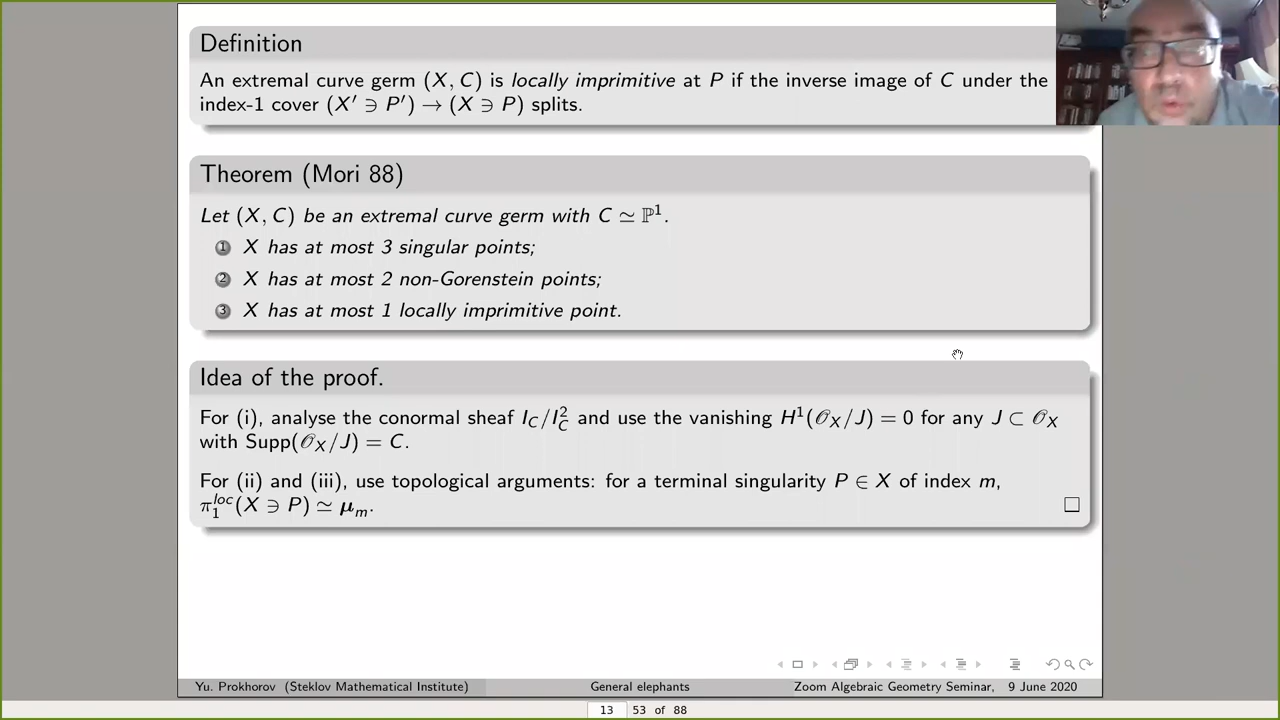 Definition
An extremal curve germ (X, C) is locally imprimitive at P if the inverse image of C under the
index-1 cover (X′ ∋ P′) → (X ∋ P) splits.
Theorem (Mori 88)
Let (X, C) be an extremal curve germ with C ≃ ℙ¹.
1 X has at most 3 singular points;
2 X has at most 2 non-Gorenstein points;
3 X has at most 1 locally imprimitive point.
Idea of the proof.
For (i), analyse the conormal sheaf I_C/I_C^2 and use the vanishing H¹(𝒪_X/J) = 0 for any J ⊂ 𝒪_X
with Supp(𝒪_X/J) = C.
For (ii) and (iii), use topological arguments: for a terminal singularity P ∈ X of index m,
π_1^{loc}(X ∋ P) ≃ μ_m. □
Yu. Prokhorov (Steklov Mathematical Institute) General elephants Zoom Algebraic Geometry Seminar, 9 June 2020
13 53 of 88